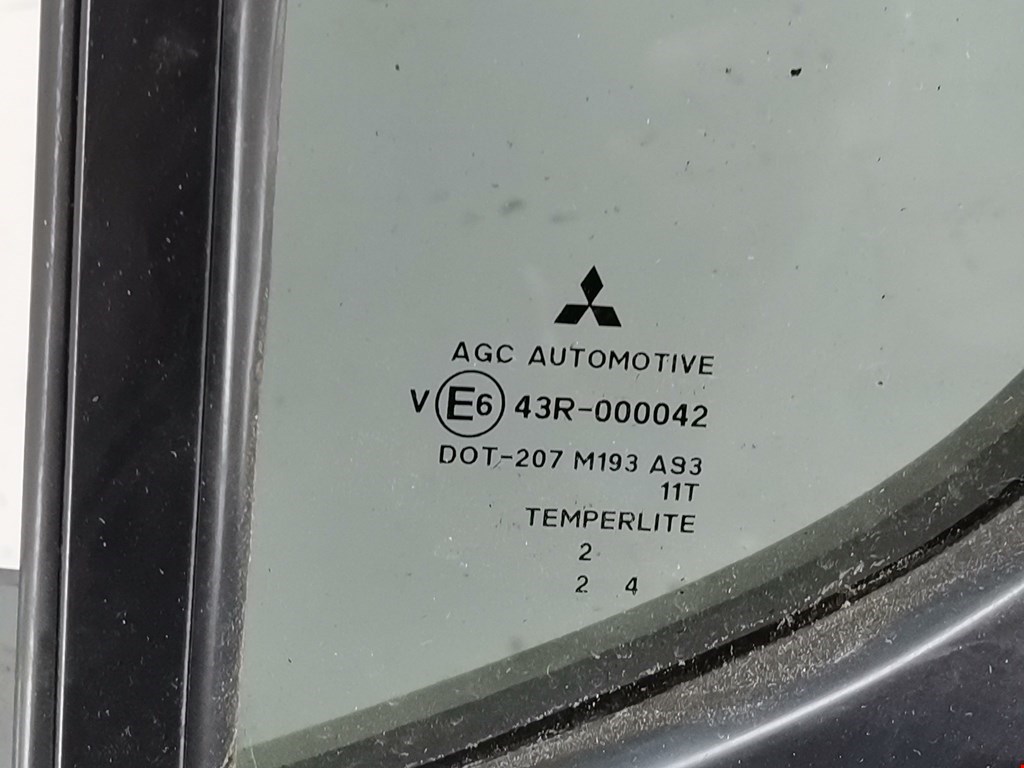 AGC AUTOMOTIVE
V E6 43R-000042
DOT-207 M193 AS3
11T
TEMPERLITE
2
2 4